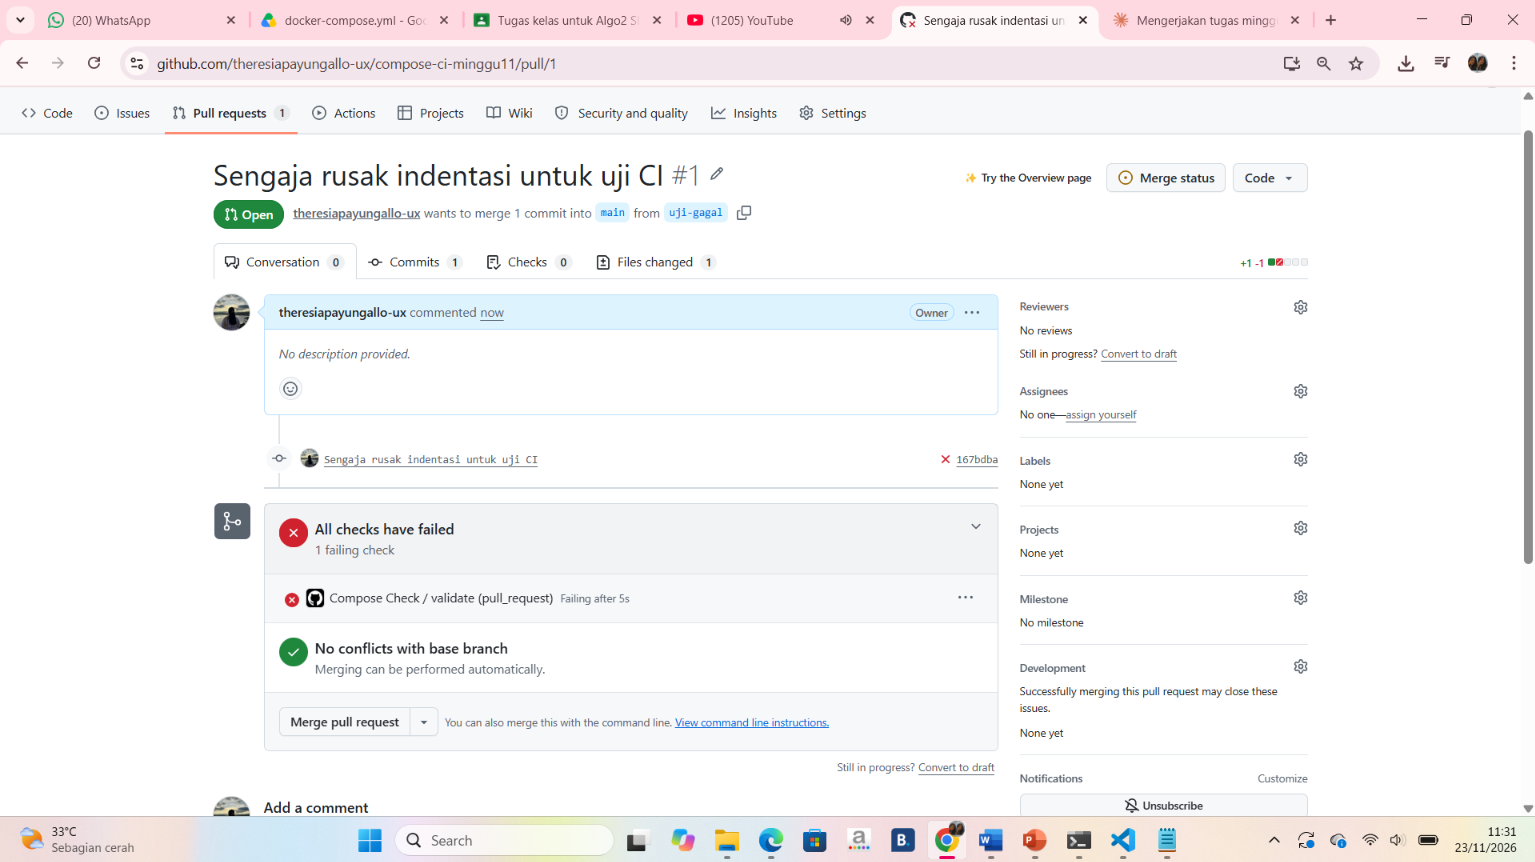 (20) WhatsApp
docker-compose.yml - Goo
Tugas kelas untuk Algo2 S
(1205) YouTube
Sengaja rusak indentasi un
Mengerjakan tugas mingg
github.com/theresiapayungallo-ux/compose-ci-minggu11/pull/1
Code
Issues
Pull requests 1
Actions
Projects
Wiki
Security and quality
Insights
Settings
Sengaja rusak indentasi untuk uji CI #1
Try the Overview page
Merge status
Code
Open
theresiapayungallo-ux wants to merge 1 commit into main from uji-gagal
Conversation 0
Commits 1
Checks 0
Files changed 1
+1 -1
theresiapayungallo-ux commented now
Owner
No description provided.
Sengaja rusak indentasi untuk uji CI
167bdba
All checks have failed
1 failing check
Compose Check / validate (pull_request) Failing after 5s
No conflicts with base branch
Merging can be performed automatically.
Merge pull request
You can also merge this with the command line. View command line instructions.
Still in progress? Convert to draft
Add a comment
Reviewers
No reviews
Still in progress? Convert to draft
Assignees
No one—assign yourself
Labels
None yet
Projects
None yet
Milestone
No milestone
Development
Successfully merging this pull request may close these
issues.
None yet
Notifications
Customize
Unsubscribe
33°C
Sebagian cerah
Search
11:31
23/11/2026